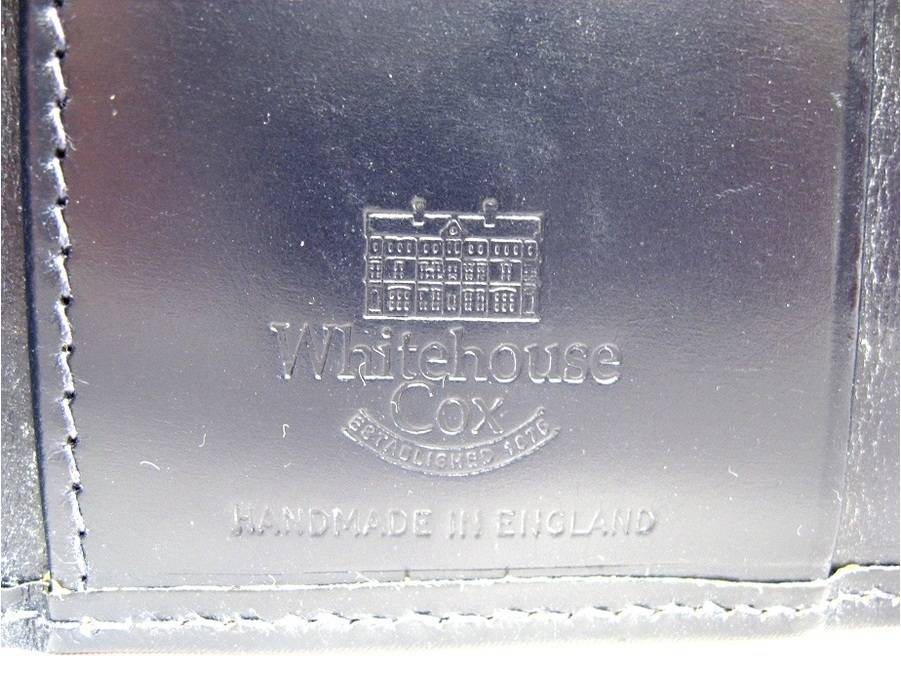 Whitehouse
Cox
ESTABLISHED 1875
HANDMADE IN ENGLAND